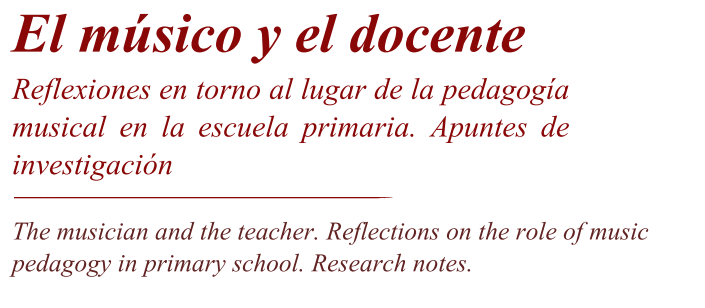 El músico y el docente
Reflexiones en torno al lugar de la pedagogía
musical en la escuela primaria. Apuntes de
investigación
The musician and the teacher. Reflections on the role of music
pedagogy in primary school. Research notes.